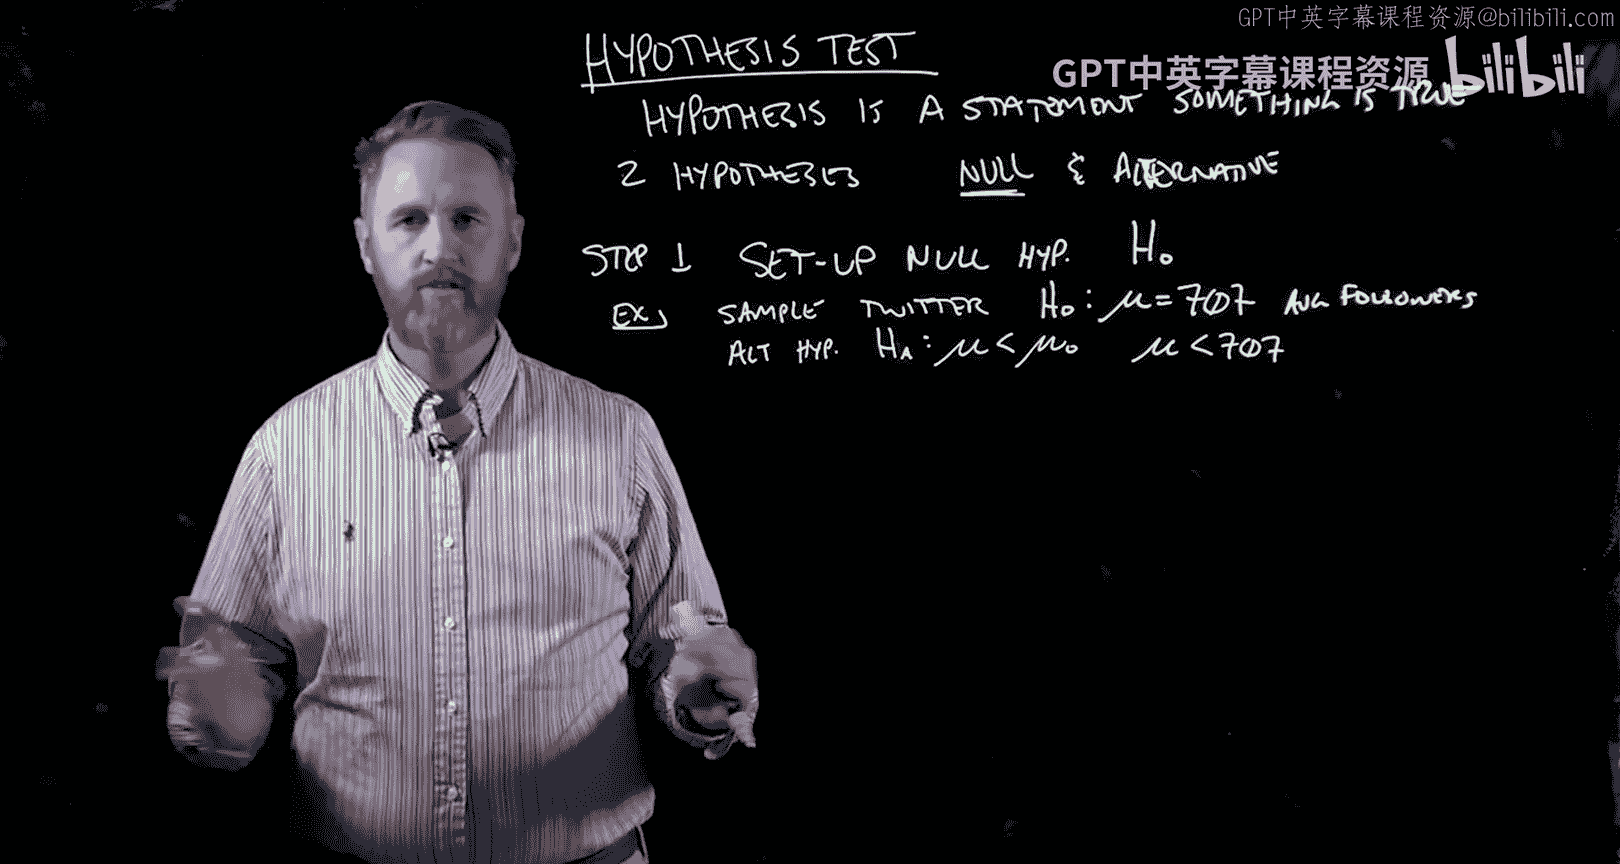 GPT中英字幕课程资源@bilibili.com
GPT中英字幕课程资源 bilibili
HYPOTHESIS TEST
HYPOTHESIS IS A STATEMENT SOMETHING IS TRUE
2 HYPOTHESES NULL & ALTERNATIVE
STEP 1 SET-UP NULL HYP. H₀
EX, SAMPLE TWITTER H₀: μ = 707 AVG FOLLOWERS
ALT HYP. Hₐ: μ < μ₀ μ < 707